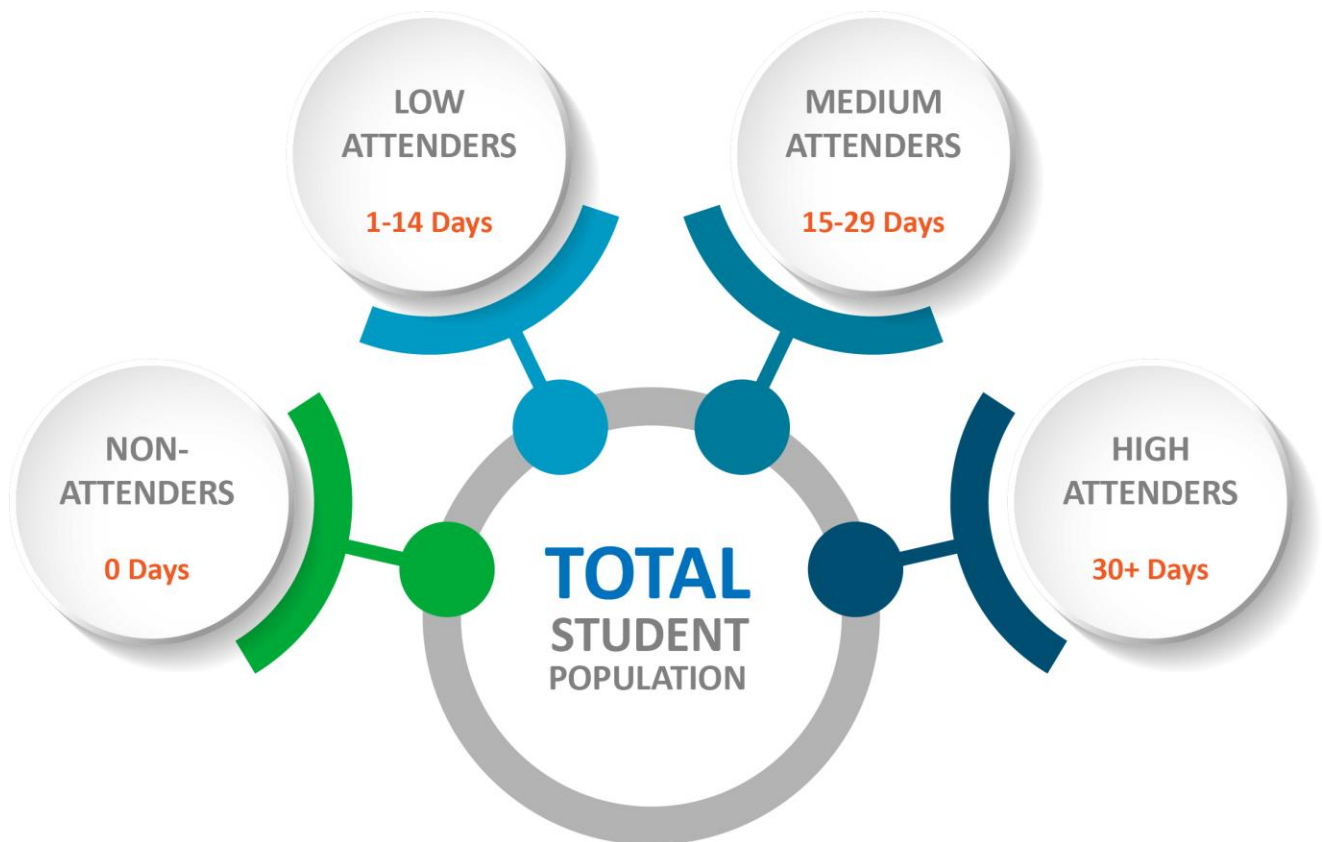 LOW
ATTENDERS
1-14 Days
MEDIUM
ATTENDERS
15-29 Days
NON-
ATTENDERS
0 Days
HIGH
ATTENDERS
30+ Days
TOTAL
STUDENT
POPULATION